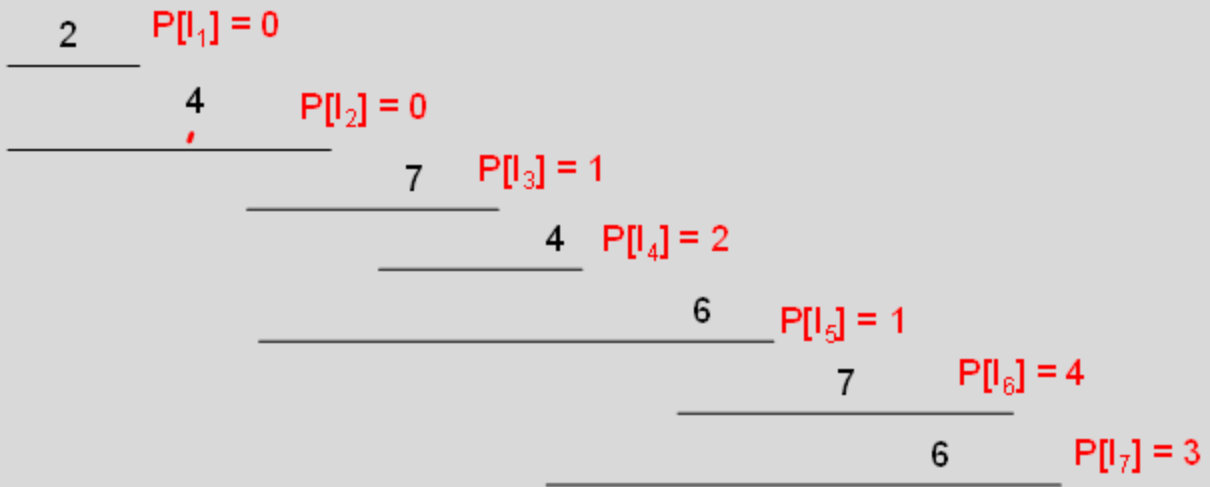 2 P[I₁] = 0
4 P[I₂] = 0
7 P[I₃] = 1
4 P[I₄] = 2
6 P[I₅] = 1
7 P[I₆] = 4
6 P[I₇] = 3